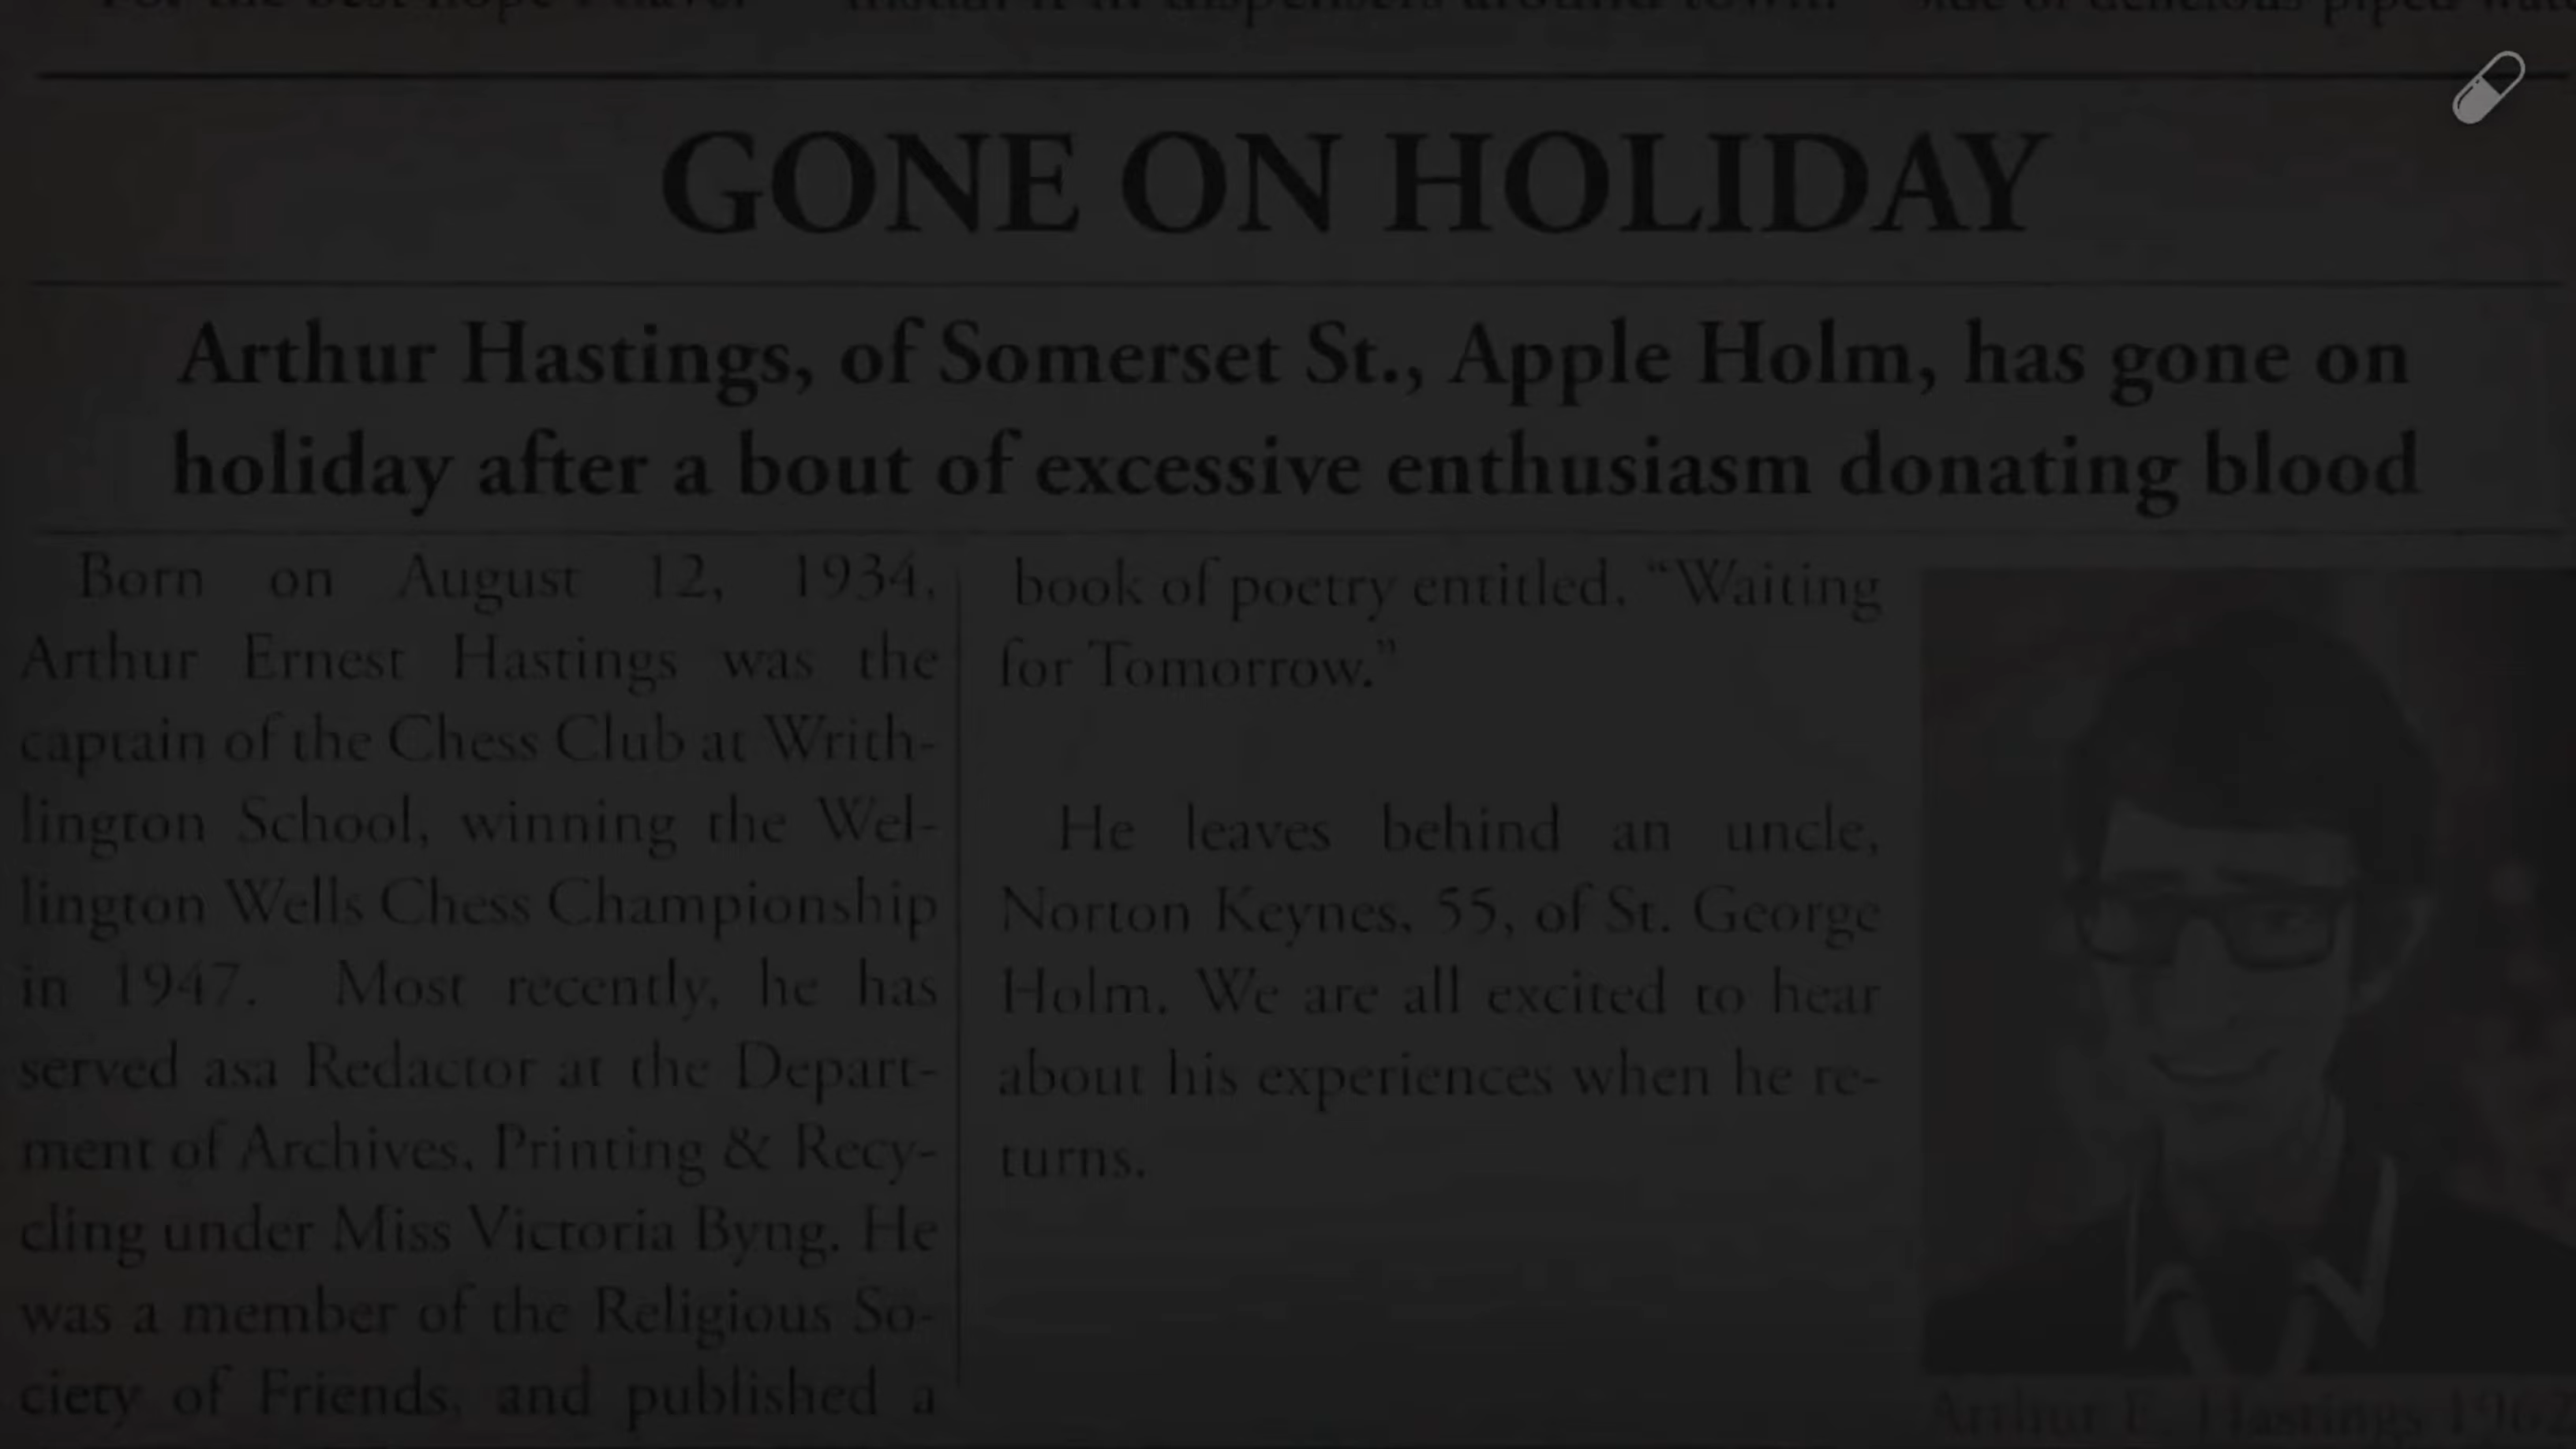 GONE ON HOLIDAY
Arthur Hastings, of Somerset St., Apple Holm, has gone on
holiday after a bout of excessive enthusiasm donating blood
Born on August 12, 1934,
Arthur Ernest Hastings was the
captain of the Chess Club at Writh-
lington School, winning the Wel-
lington Wells Chess Championship
in 1947. Most recently, he has
served asa Redactor at the Depart-
ment of Archives, Printing & Recy-
cling under Miss Victoria Byng. He
was a member of the Religious So-
ciety of Friends, and published a
book of poetry entitled, “Waiting
for Tomorrow.”
He leaves behind an uncle,
Norton Keynes, 55, of St. George
Holm. We are all excited to hear
about his experiences when he re-
turns.
Arthur E. Hastings 1962